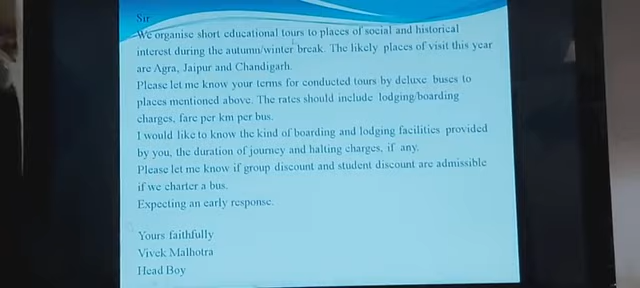 Sir
We organise short educational tours to places of social and historical
interest during the autumn/winter break. The likely places of visit this year
are Agra, Jaipur and Chandigarh.
Please let me know your terms for conducted tours by deluxe buses to
places mentioned above. The rates should include lodging/boarding
charges, fare per km per bus.
I would like to know the kind of boarding and lodging facilities provided
by you, the duration of journey and halting charges, if any.
Please let me know if group discount and student discount are admissible
if we charter a bus.
Expecting an early response.
Yours faithfully
Vivek Malhotra
Head Boy